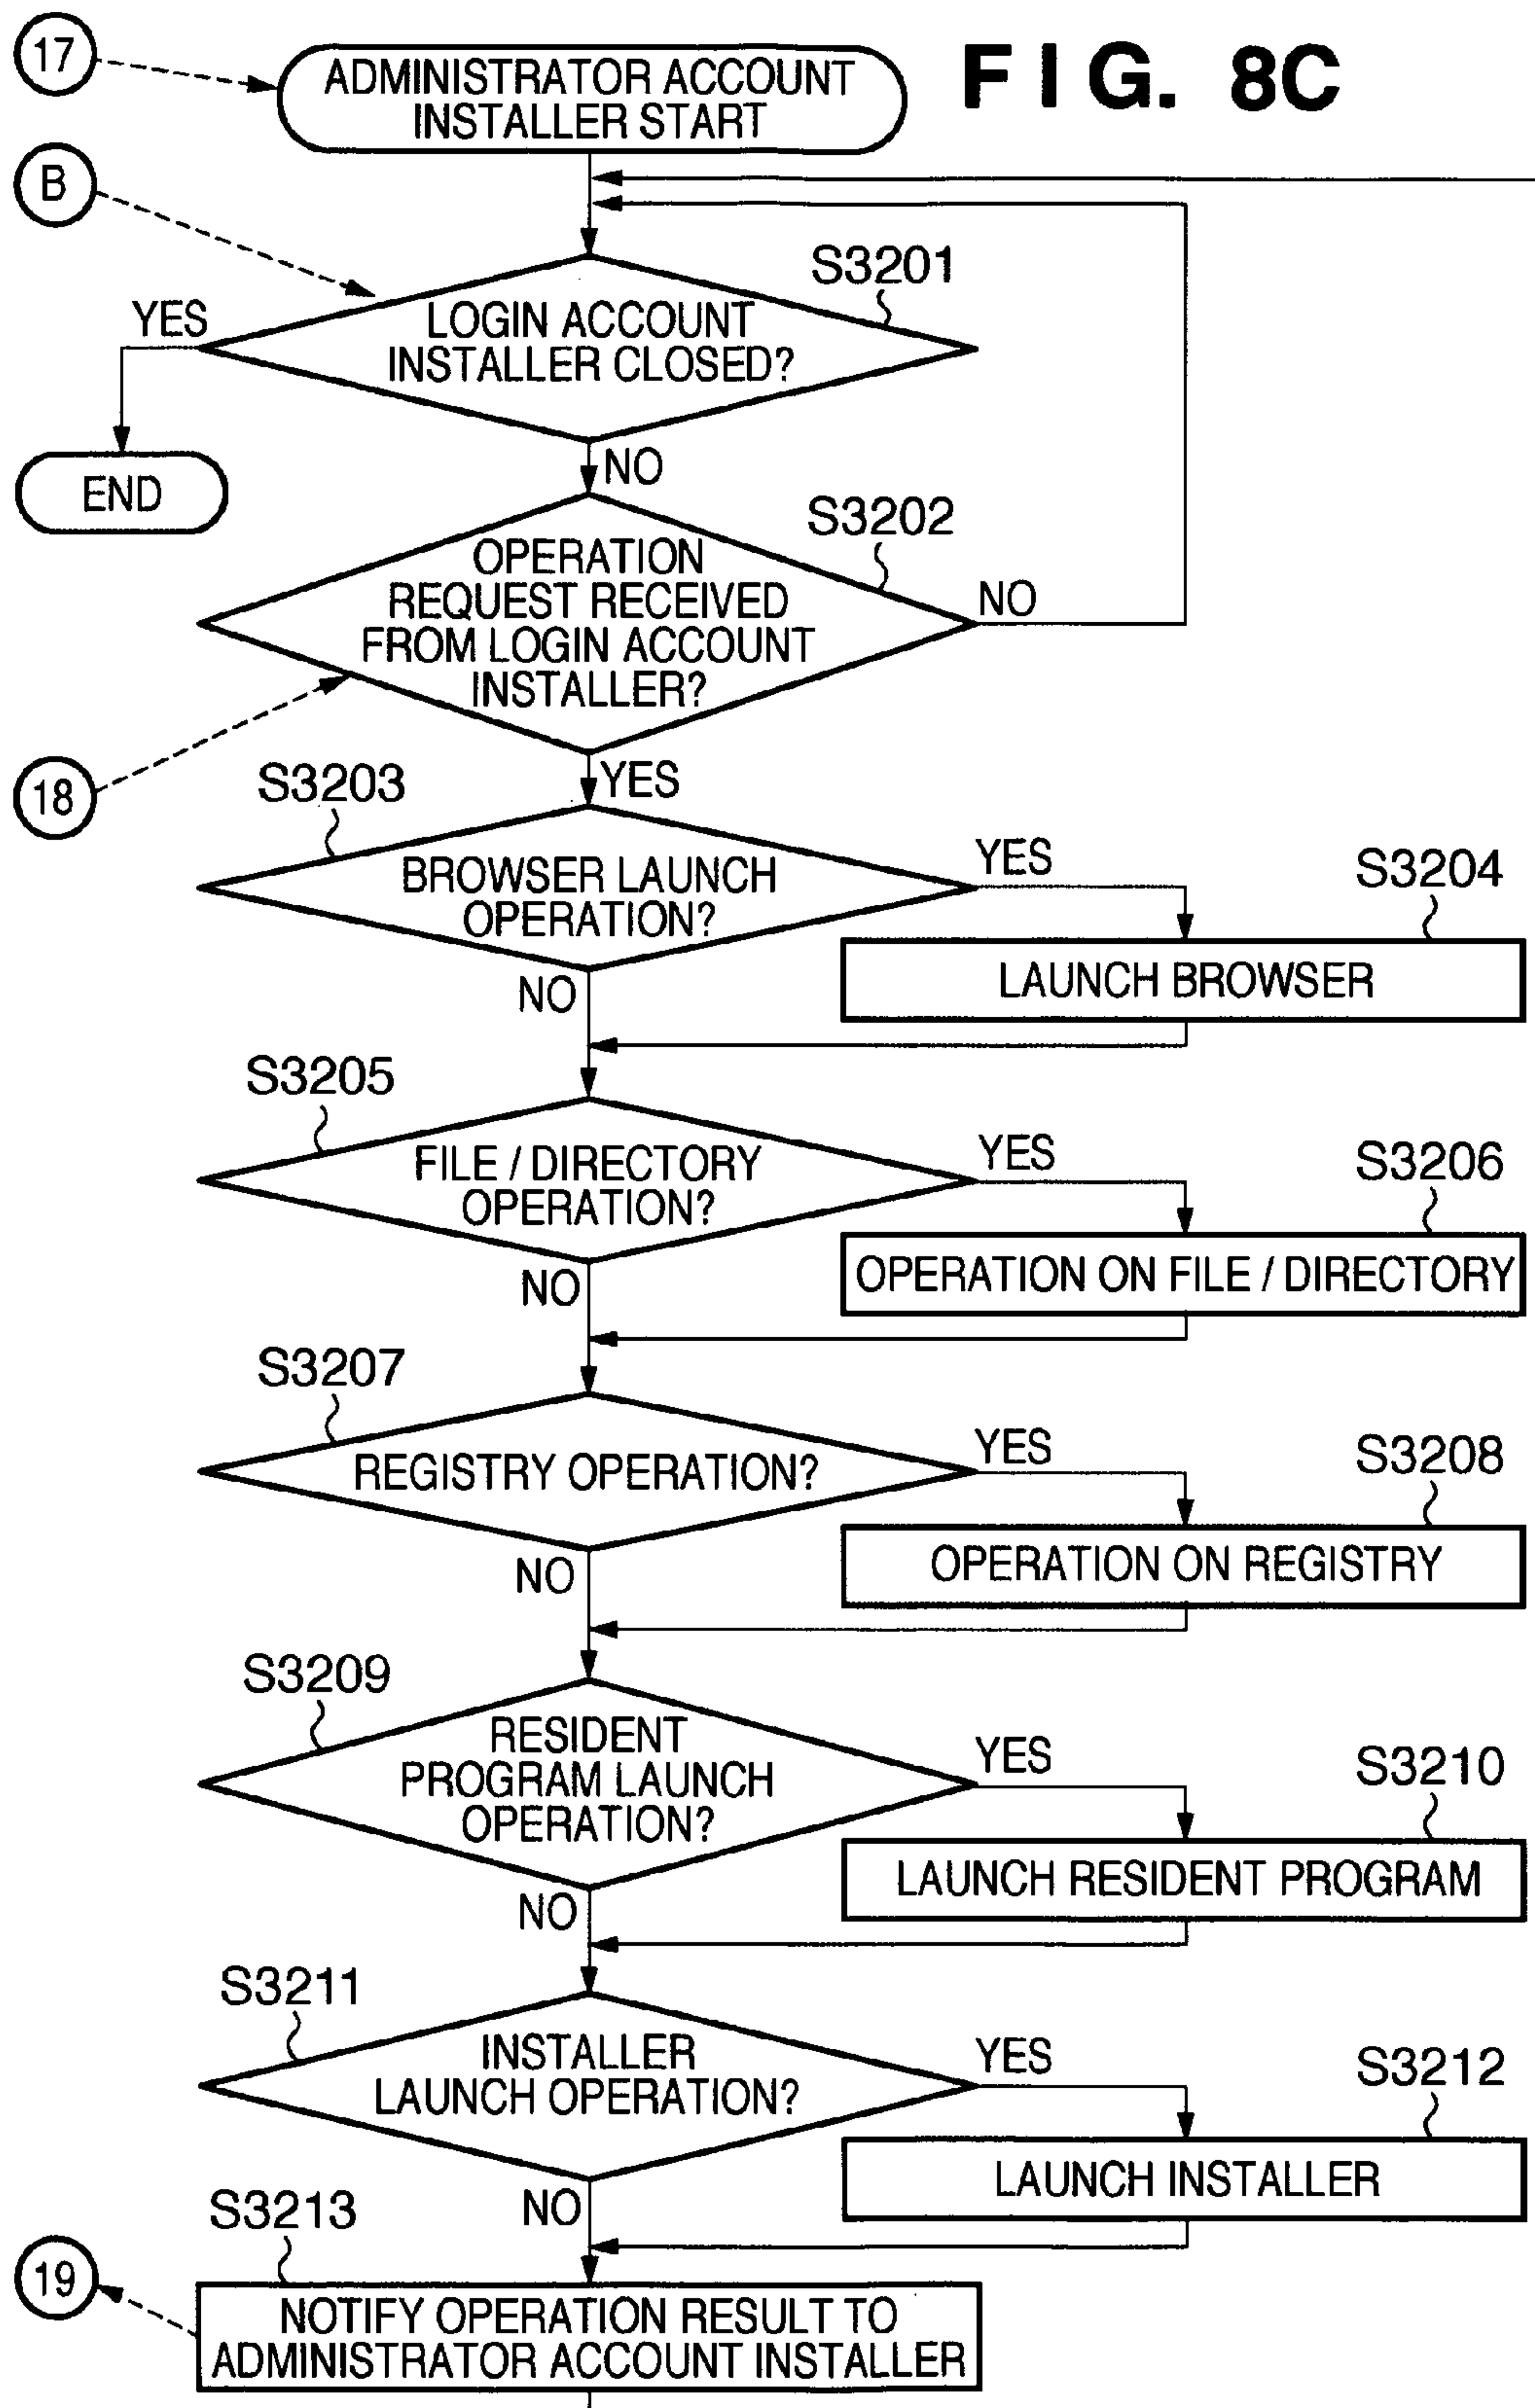 17
ADMINISTRATOR ACCOUNT
INSTALLER START
FIG. 8C
B
S3201
YES
LOGIN ACCOUNT
INSTALLER CLOSED?
NO
END
S3202
OPERATION
REQUEST RECEIVED
FROM LOGIN ACCOUNT
INSTALLER?
NO
18
YES
S3203
BROWSER LAUNCH
OPERATION?
YES
S3204
LAUNCH BROWSER
NO
S3205
FILE / DIRECTORY
OPERATION?
YES
S3206
OPERATION ON FILE / DIRECTORY
NO
S3207
REGISTRY OPERATION?
YES
S3208
OPERATION ON REGISTRY
NO
S3209
RESIDENT
PROGRAM LAUNCH
OPERATION?
YES
S3210
LAUNCH RESIDENT PROGRAM
NO
S3211
INSTALLER
LAUNCH OPERATION?
YES
S3212
LAUNCH INSTALLER
NO
S3213
19
NOTIFY OPERATION RESULT TO
ADMINISTRATOR ACCOUNT INSTALLER